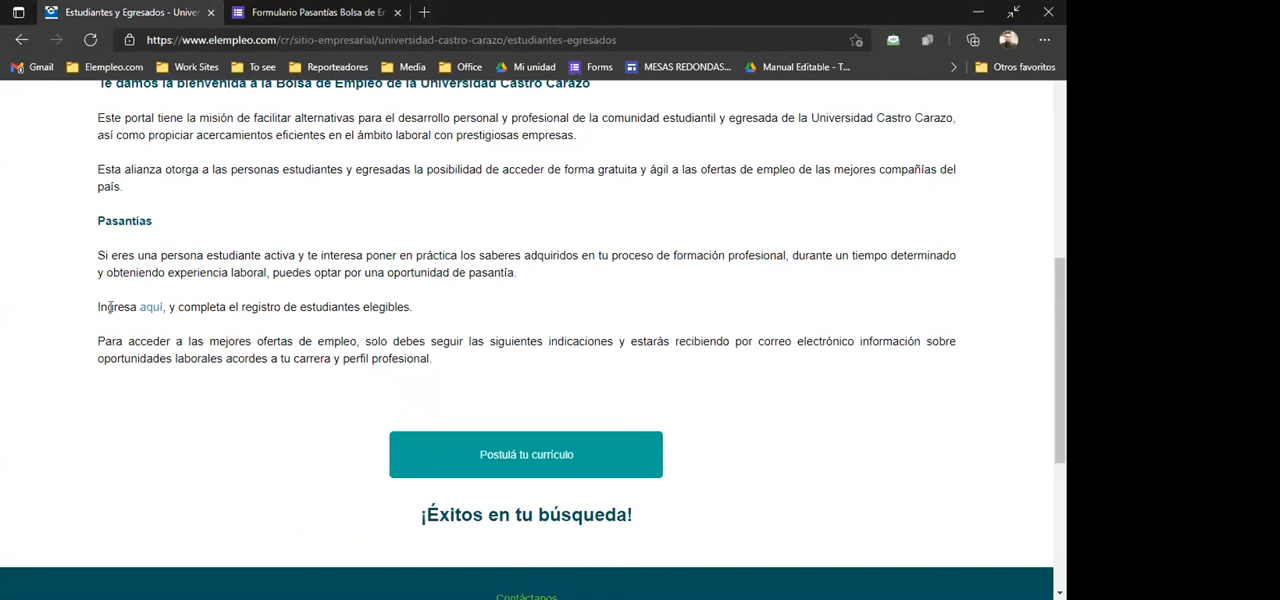 Estudiantes y Egresados - Univer
Formulario Pasantías Bolsa de Er
https://www.elempleo.com/cr/sitio-empresarial/universidad-castro-carazo/estudiantes-egresados
Gmail Elempleo.com Work Sites To see Reporteadores Media Office Mi unidad Forms MESAS REDONDAS... Manual Editable - T... Otros favoritos
Te damos la bienvenida a la Bolsa de Empleo de la Universidad Castro Carazo
Este portal tiene la misión de facilitar alternativas para el desarrollo personal y profesional de la comunidad estudiantil y egresada de la Universidad Castro Carazo,
así como propiciar acercamientos eficientes en el ámbito laboral con prestigiosas empresas.
Esta alianza otorga a las personas estudiantes y egresadas la posibilidad de acceder de forma gratuita y ágil a las ofertas de empleo de las mejores compañías del
país.
Pasantías
Si eres una persona estudiante activa y te interesa poner en práctica los saberes adquiridos en tu proceso de formación profesional, durante un tiempo determinado
y obteniendo experiencia laboral, puedes optar por una oportunidad de pasantía.
Ingresa aquí, y completa el registro de estudiantes elegibles.
Para acceder a las mejores ofertas de empleo, solo debes seguir las siguientes indicaciones y estarás recibiendo por correo electrónico información sobre
oportunidades laborales acordes a tu carrera y perfil profesional.
Postulá tu currículo
¡Éxitos en tu búsqueda!
Contáctanos